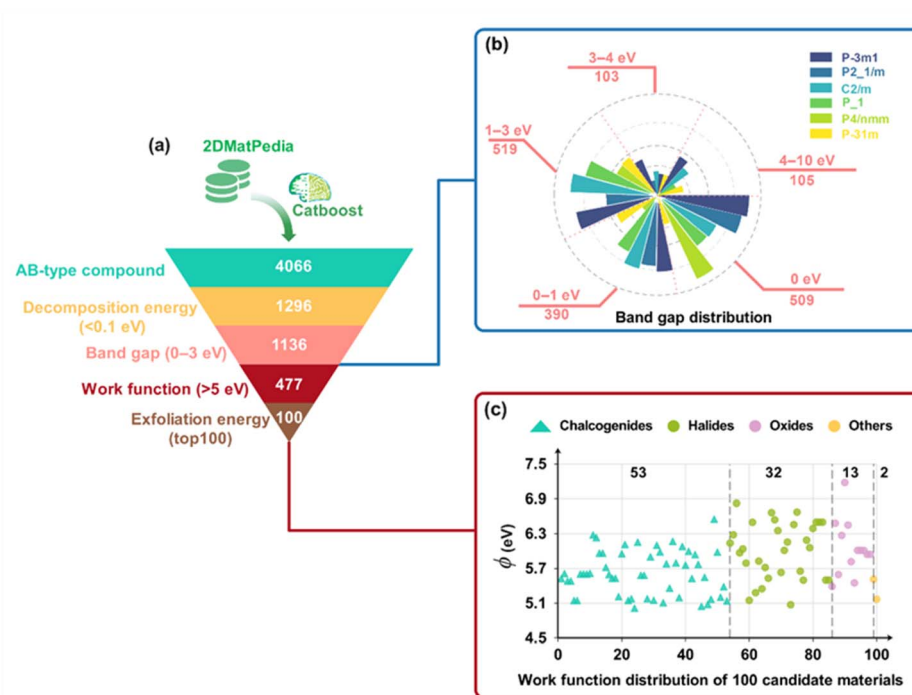 (a)
2DMatPedia
Catboost
AB-type compound
4066
Decomposition energy
(<0.1 eV)
1296
Band gap (0–3 eV)
1136
Work function (>5 eV)
477
Exfoliation energy
(top100)
100
(b)
3–4 eV
103
1–3 eV
519
4–10 eV
105
0 eV
509
0–1 eV
390
P-3m1
P2_1/m
C2/m
P_1
P4/nmm
P-31m
Band gap distribution
(c)
Chalcogenides
Halides
Oxides
Others
53
32
13
2
7.5
6.9
6.3
5.7
5.1
4.5
ϕ (eV)
0
20
40
60
80
100
Work function distribution of 100 candidate materials